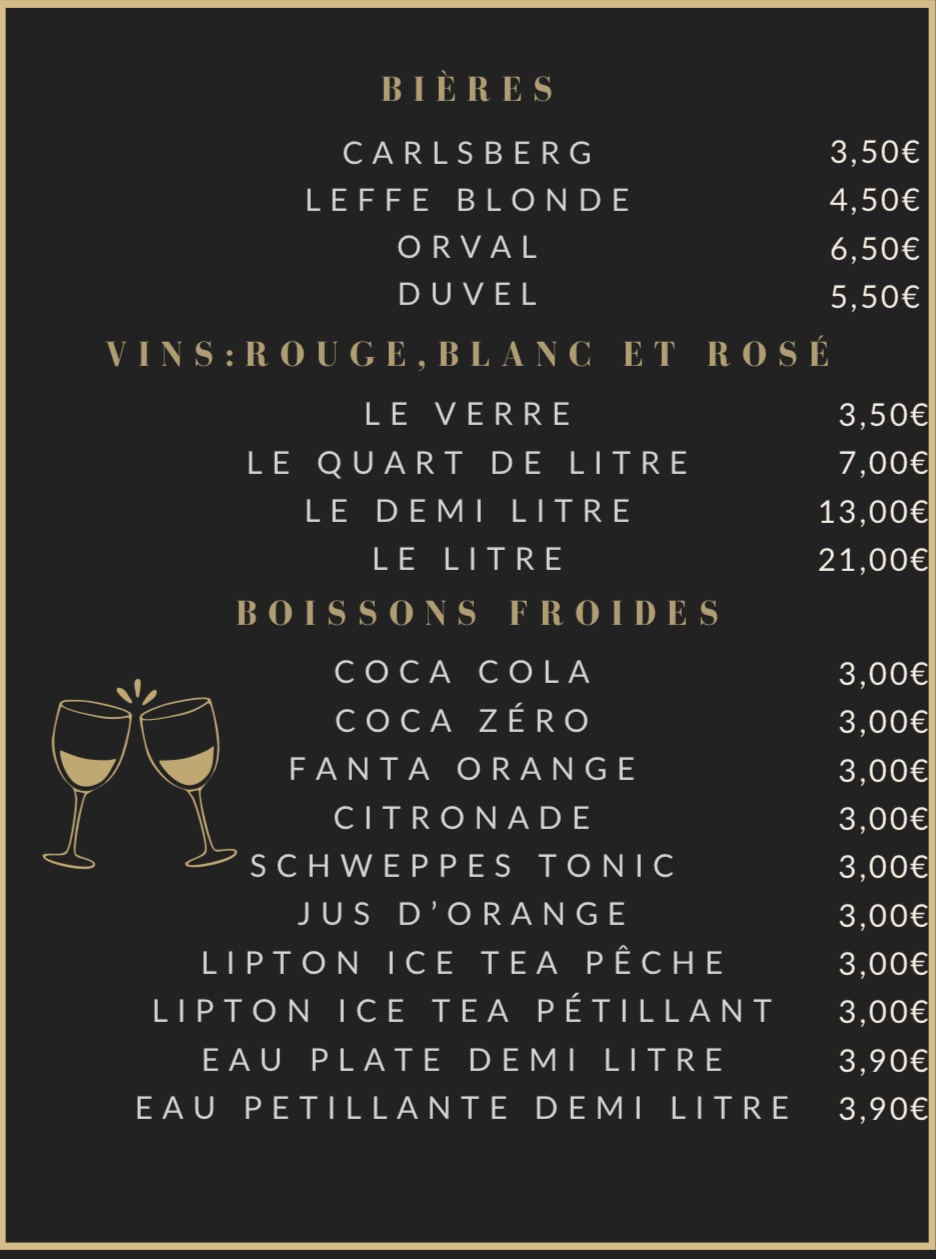 BIÈRES
CARLSBERG 3,50€
LEFFE BLONDE 4,50€
ORVAL 6,50€
DUVEL 5,50€
VINS:ROUGE,BLANC ET ROSÉ
LE VERRE 3,50€
LE QUART DE LITRE 7,00€
LE DEMI LITRE 13,00€
LE LITRE 21,00€
BOISSONS FROIDES
COCA COLA 3,00€
COCA ZÉRO 3,00€
FANTA ORANGE 3,00€
CITRONADE 3,00€
SCHWEPPES TONIC 3,00€
JUS D’ORANGE 3,00€
LIPTON ICE TEA PÊCHE 3,00€
LIPTON ICE TEA PÉTILLANT 3,00€
EAU PLATE DEMI LITRE 3,90€
EAU PETILLANTE DEMI LITRE 3,90€